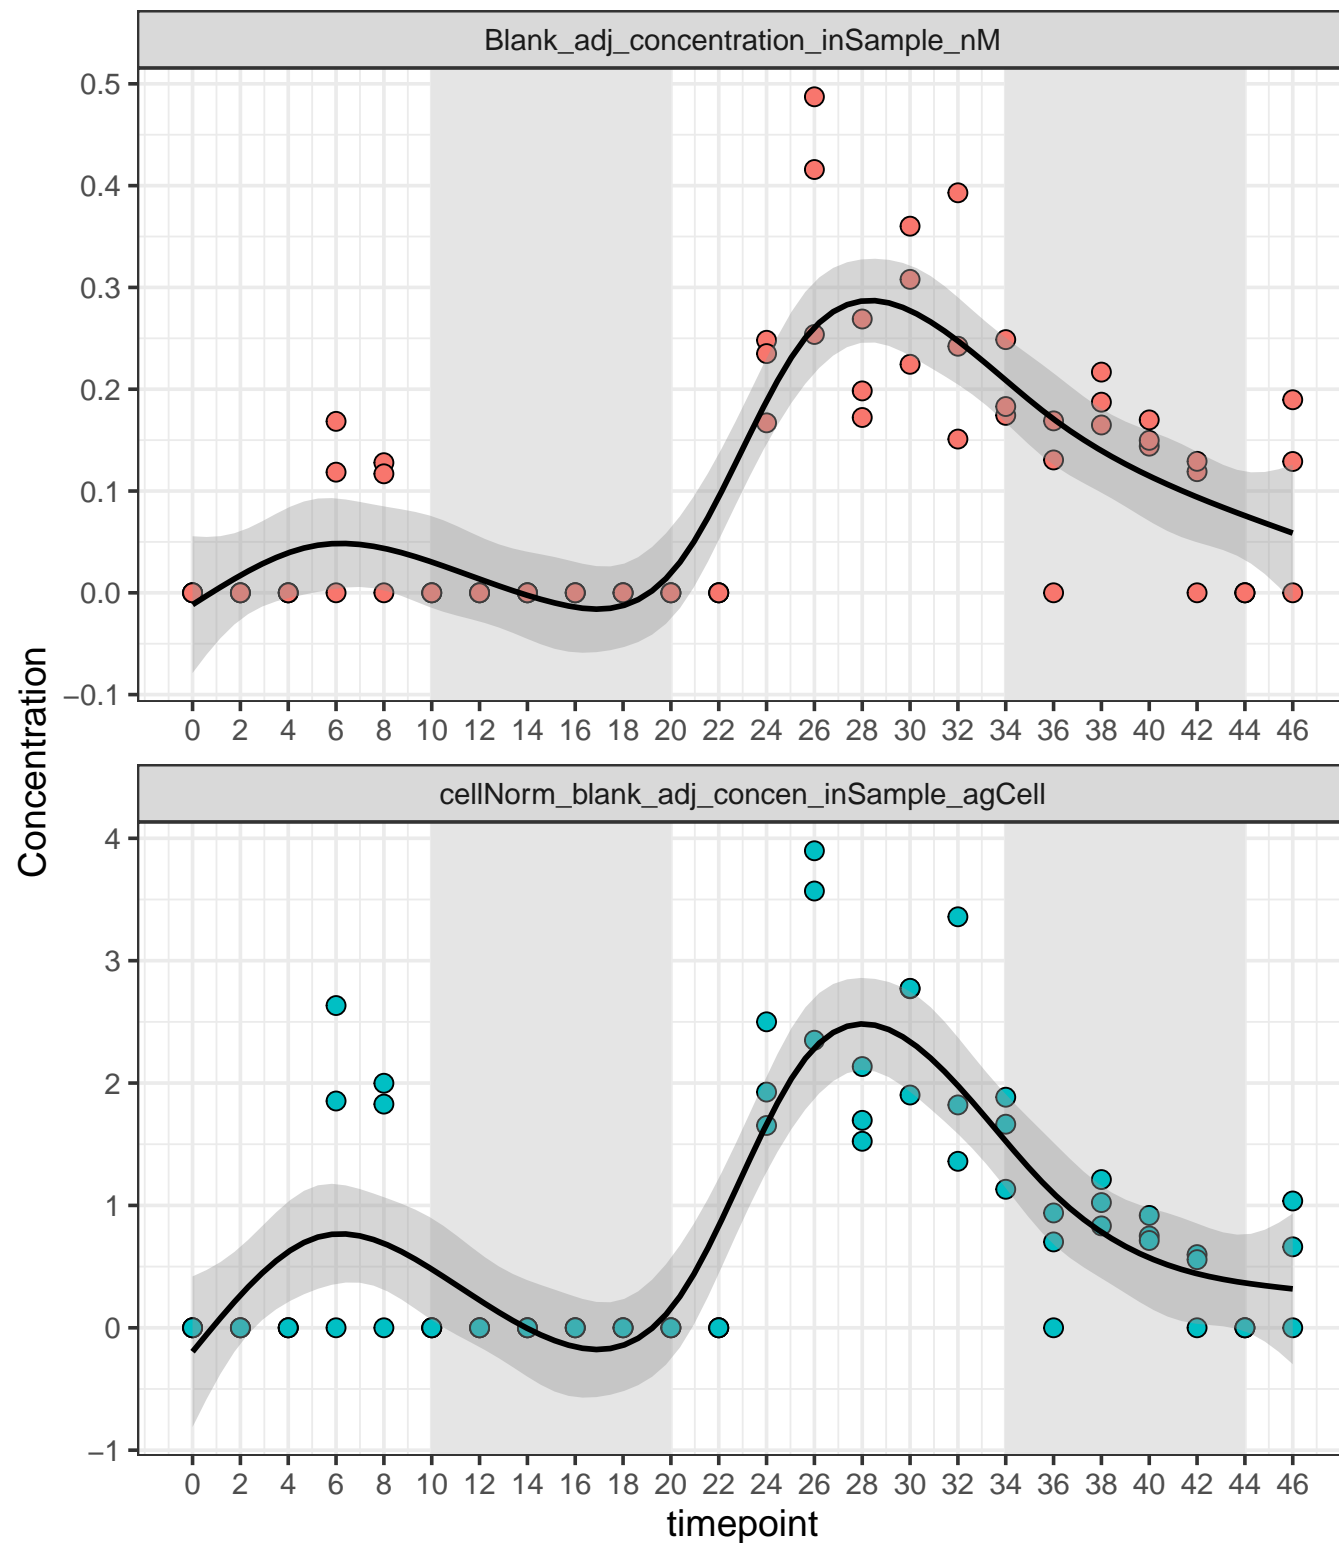 Blank_adj_concentration_inSample_nM
0.5
0.4
0.3
0.2
0.1
0.0
−0.1
0 2 4 6 8 10 12 14 16 18 20 22 24 26 28 30 32 34 36 38 40 42 44 46
Concentration
cellNorm_blank_adj_concen_inSample_agCell
4
3
2
1
0
−1
0 2 4 6 8 10 12 14 16 18 20 22 24 26 28 30 32 34 36 38 40 42 44 46
timepoint